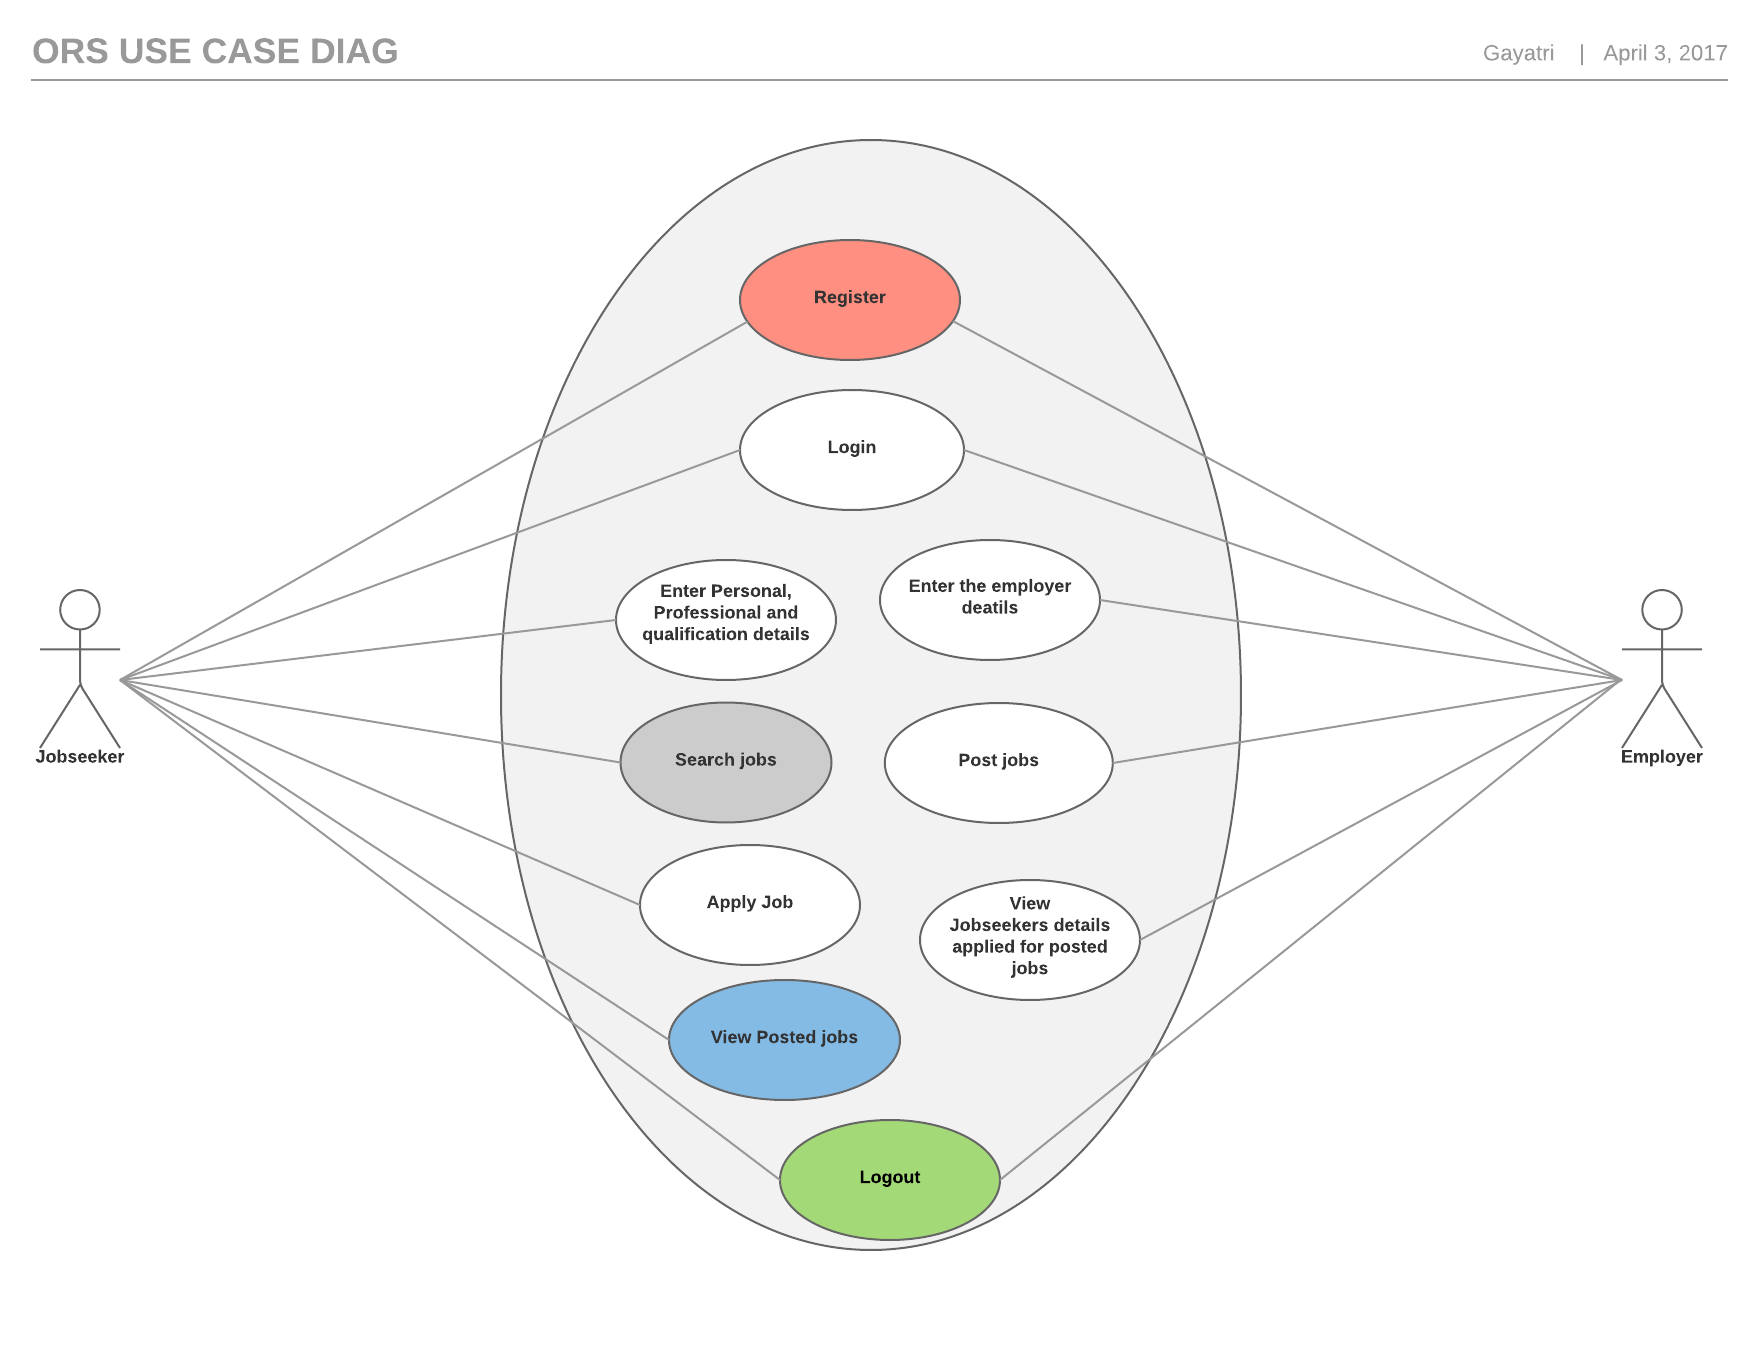 ORS USE CASE DIAG
Gayatri | April 3, 2017
Register
Login
Enter Personal,
Professional and
qualification details
Enter the employer
deatils
Jobseeker
Search jobs
Post jobs
Employer
Apply Job
View
Jobseekers details
applied for posted
jobs
View Posted jobs
Logout